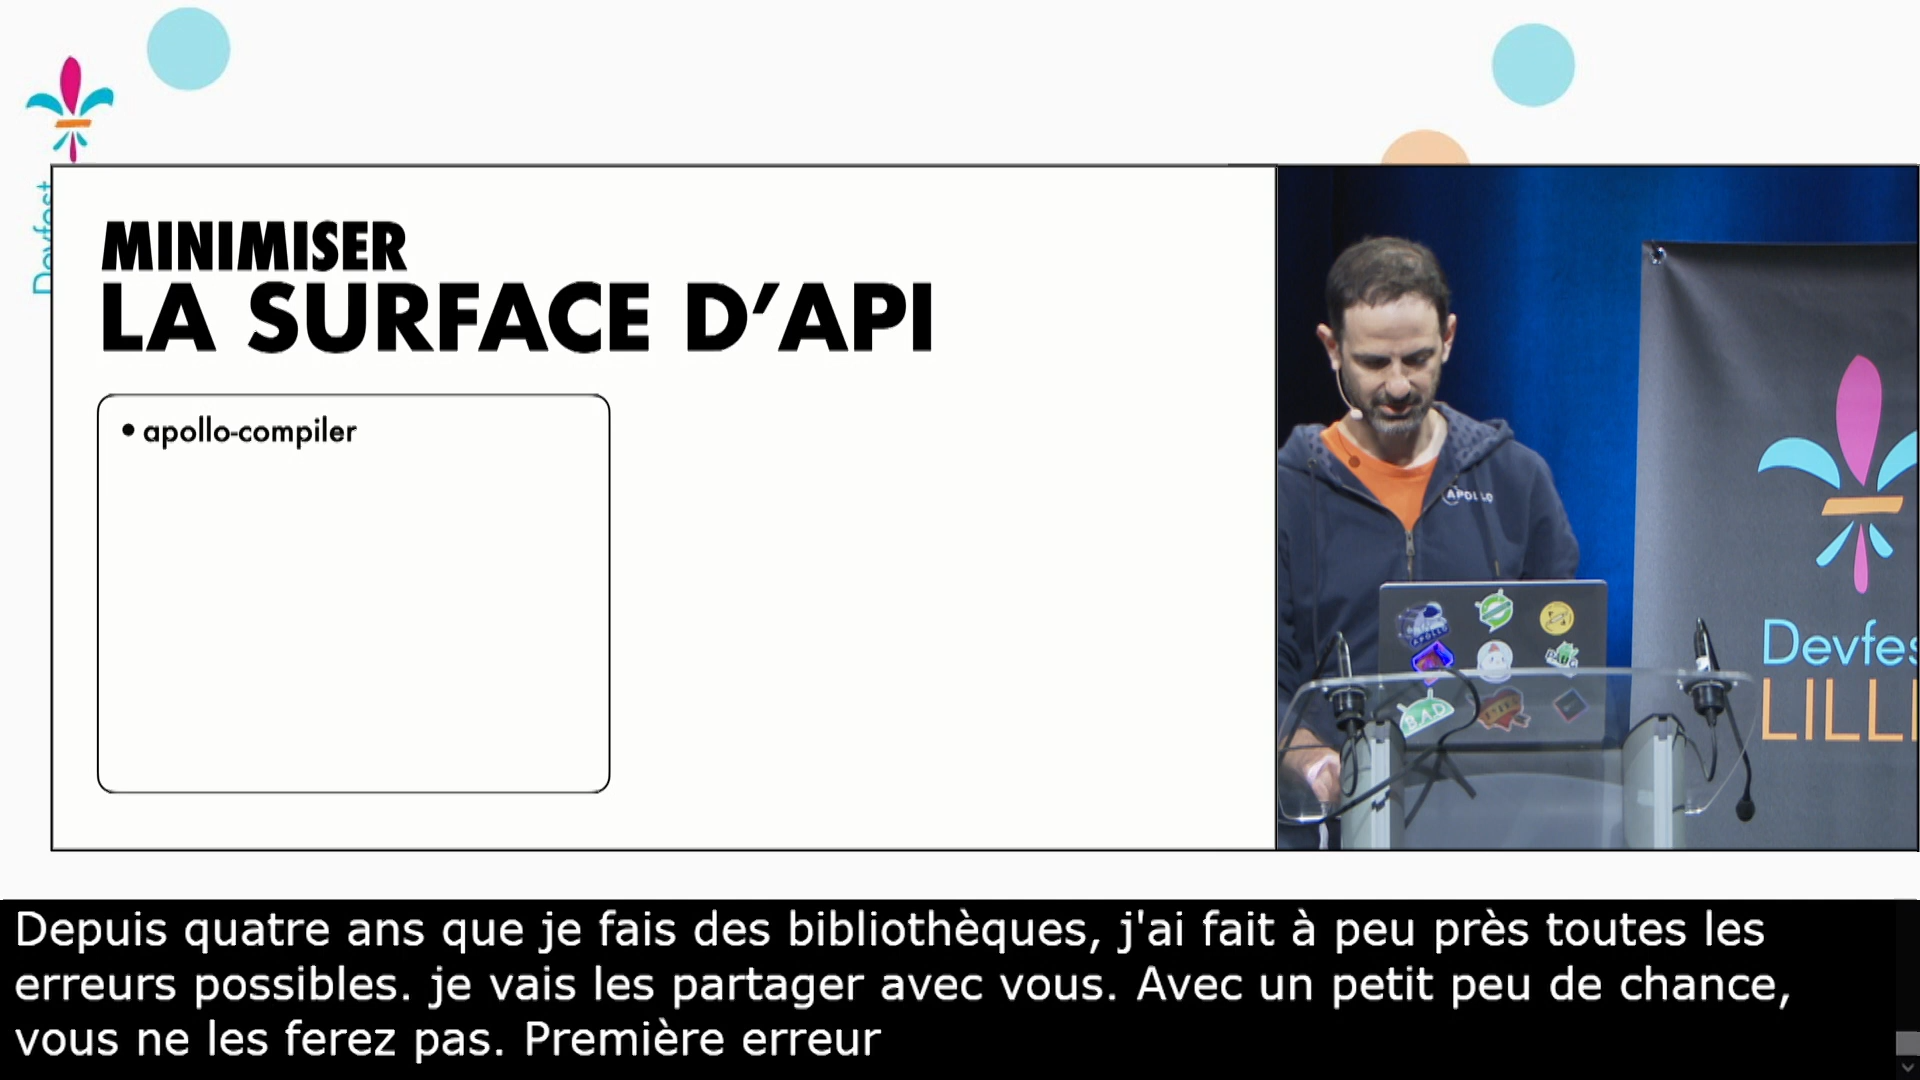 Devfest
MINIMISER
LA SURFACE D'API
• apollo-compiler
APOLLO
B.A.D
Devfes
LILL
Depuis quatre ans que je fais des bibliothèques, j'ai fait à peu près toutes les
erreurs possibles. je vais les partager avec vous. Avec un petit peu de chance,
vous ne les ferez pas. Première erreur